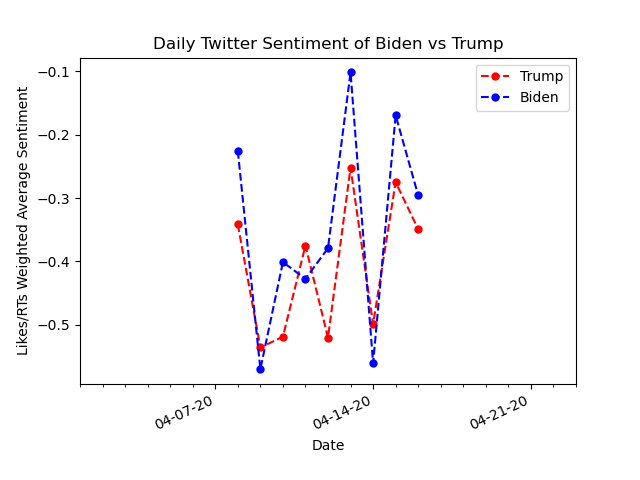 Daily Twitter Sentiment of Biden vs Trump
Likes/RTs Weighted Average Sentiment
−0.1
−0.2
−0.3
−0.4
−0.5
Trump
Biden
04-07-20
04-14-20
04-21-20
Date